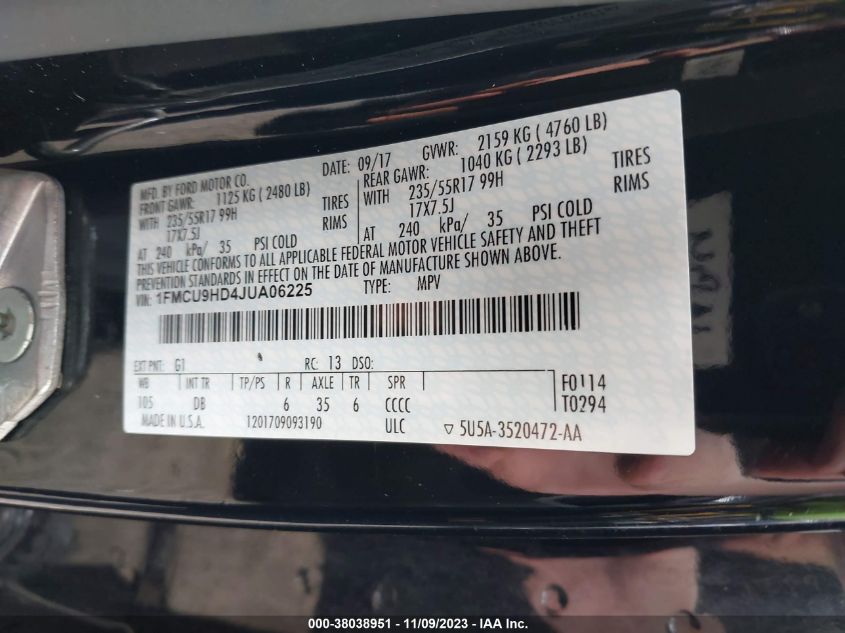 MFD. BY FORD MOTOR CO.
DATE: 09/17 GVWR: 2159 KG ( 4760 LB)
FRONT GAWR: 1125 KG ( 2480 LB)
REAR GAWR: 1040 KG ( 2293 LB)
WITH 235/55R17 99H TIRES
WITH 235/55R17 99H TIRES
17X7.5J RIMS
17X7.5J RIMS
AT 240 kPa/ 35 PSI COLD
AT 240 kPa/ 35 PSI COLD
THIS VEHICLE CONFORMS TO ALL APPLICABLE FEDERAL MOTOR VEHICLE SAFETY AND THEFT
PREVENTION STANDARDS IN EFFECT ON THE DATE OF MANUFACTURE SHOWN ABOVE.
VIN: 1FMCU9HD4JUA06225 TYPE: MPV
EXT PNT: G1 RC: 13 DSO:
WB INT TR TP/PS R AXLE TR SPR
105 DB 6 35 6 CCCC
F0114
T0294
MADE IN U.S.A. 1201709093190 ULC ▽ 5U5A-3520472-AA
000-38038951 - 11/09/2023 - IAA Inc.